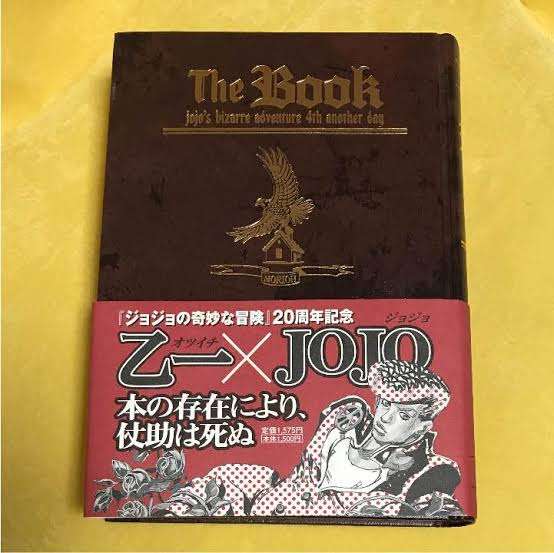 The Book
jojo's bizarre adventure 4th another day
MORIOH
『ジョジョの奇妙な冒険』20周年記念
オツイチ ジョジョ
乙一×JOJO
本の存在により、
仗助は死ぬ
定価1,575円
本体1,500円